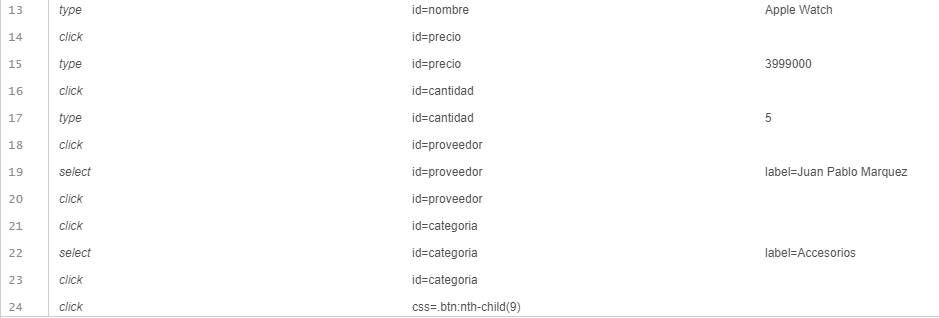 13 type id=nombre Apple Watch
14 click id=precio
15 type id=precio 3999000
16 click id=cantidad
17 type id=cantidad 5
18 click id=proveedor
19 select id=proveedor label=Juan Pablo Marquez
20 click id=proveedor
21 click id=categoria
22 select id=categoria label=Accesorios
23 click id=categoria
24 click css=.btn:nth-child(9)